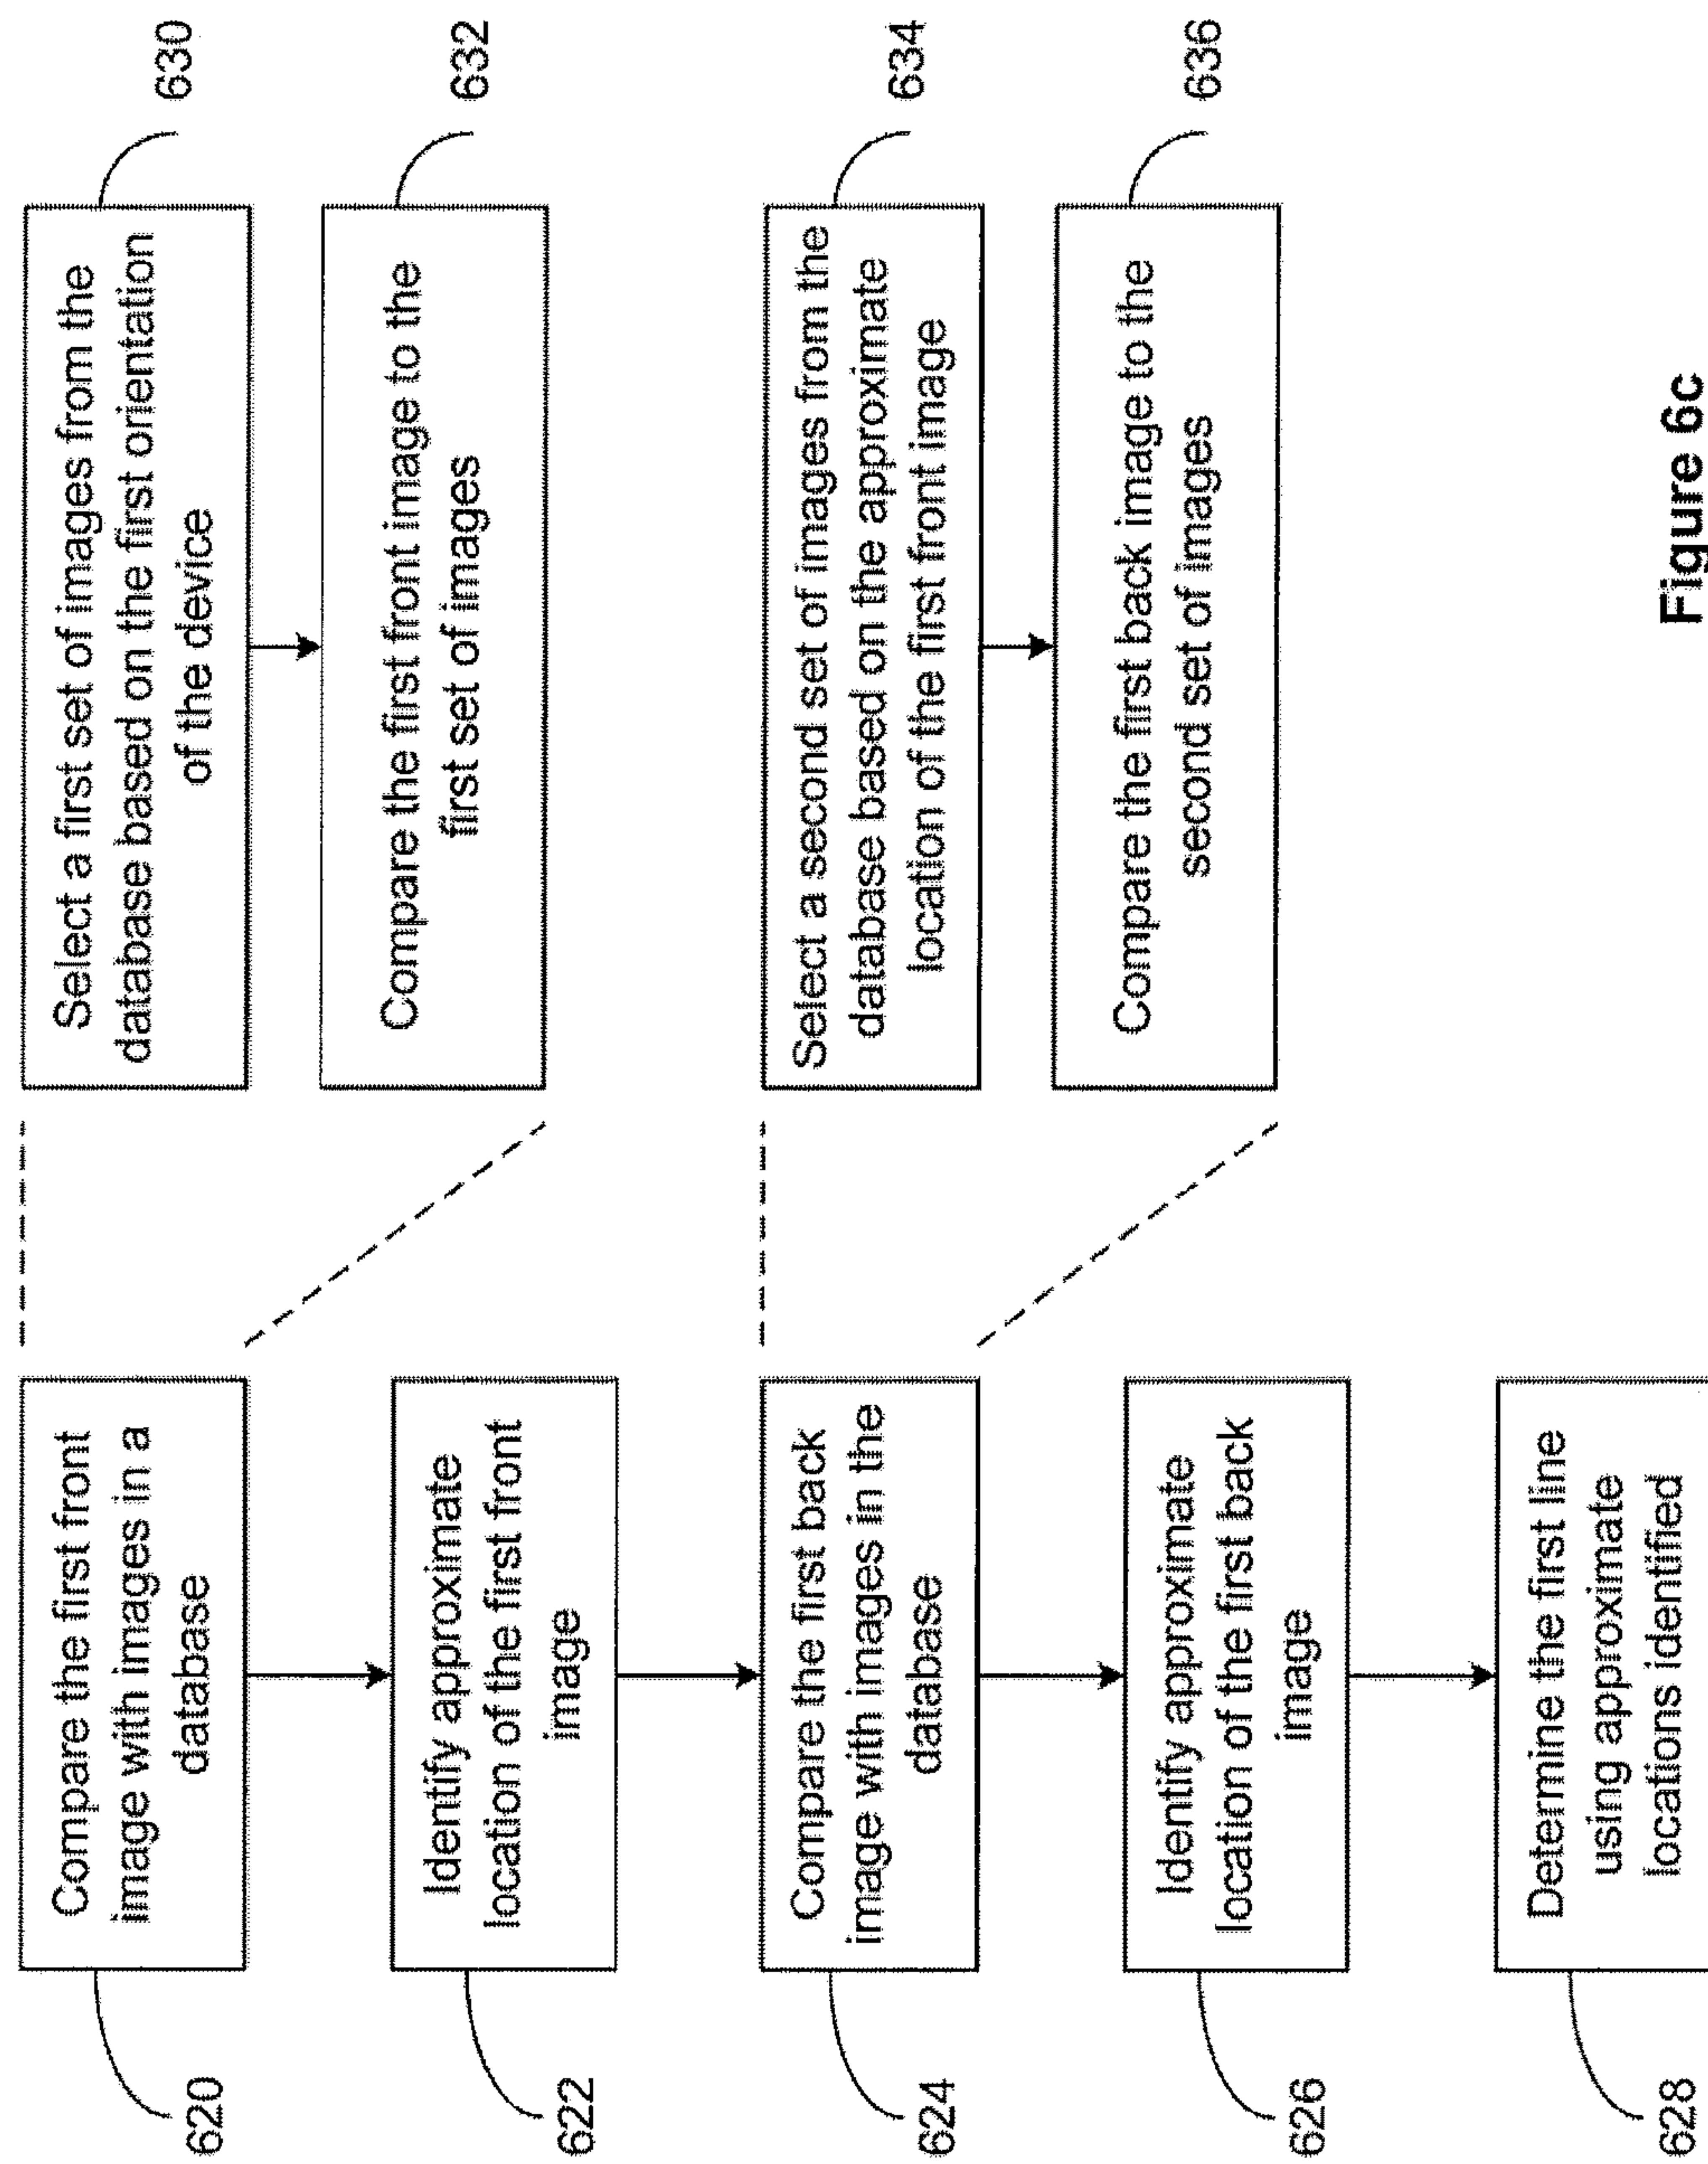 620
Compare the first front
image with images in a
database
622
Identify approximate
location of the first front
image
624
Compare the first back
image with images in the
database
626
Identify approximate
location of the first back
image
628
Determine the first line
using approximate
locations identified
Select a first set of images from the
database based on the first orientation
of the device
630
Compare the first front image to the
first set of images
632
Select a second set of images from the
database based on the approximate
location of the first front image
634
Compare the first back image to the
second set of images
636
Figure 6c